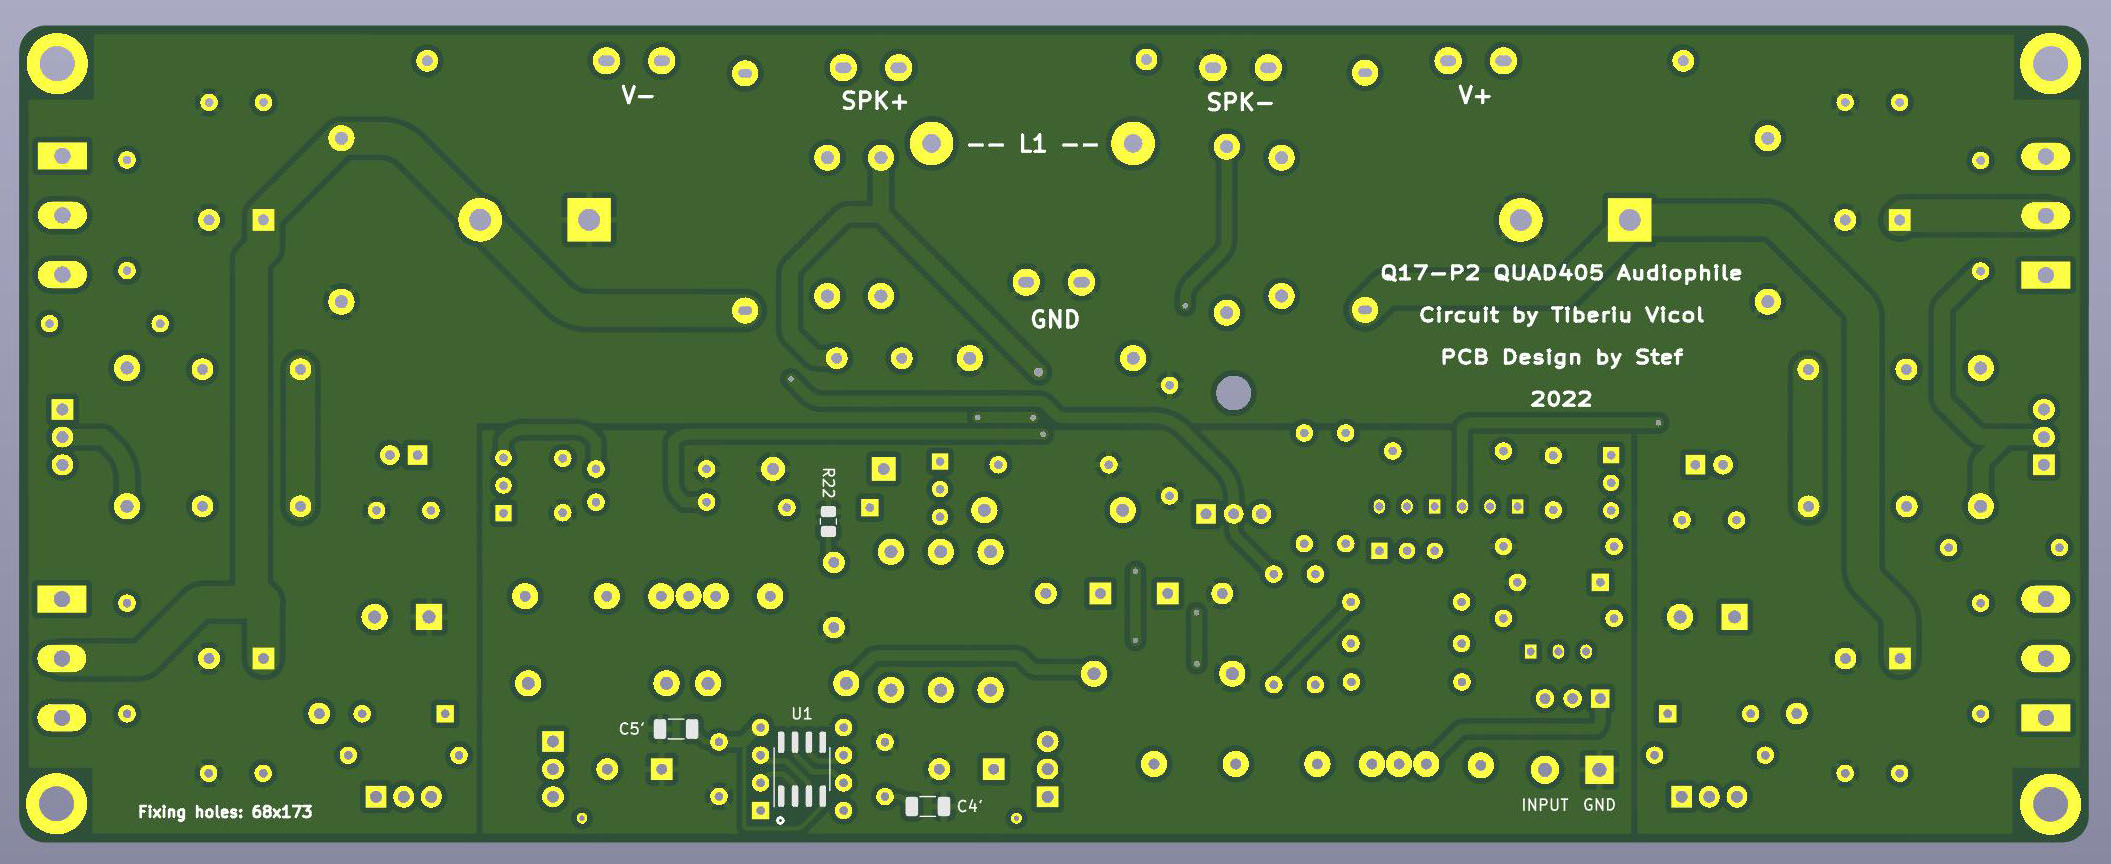 V-
SPK+
SPK-
V+
-- L1 --
Q17-P2 QUAD405 Audiophile
GND
Circuit by Tiberiu Vicol
PCB Design by Stef
2022
R22
U1
C5'
C4'
INPUT GND
Fixing holes: 68x173